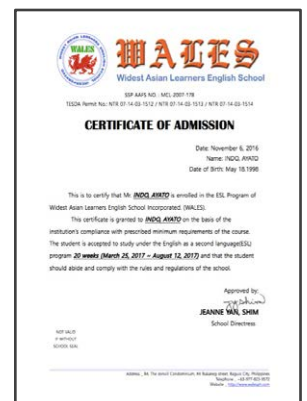 WALES
WALES
Widest Asian Learners English School
SSP AAFS NO. : MCL-2007-178
TESDA Permit No.: NTR 07-14-03-1512 / NTR 07-14-03-1513 / NTR 07-14-03-1514
CERTIFICATE OF ADMISSION
Date: November 6, 2016
Name: INDO, AYATO
Date of Birth: May 18.1998
This is to certify that Mr. INDO, AYATO is enrolled in the ESL Program of
Widest Asian Learners English School Incorporated. (WALES).
This certificate is granted to INDO, AYATO on the basis of the
institution's compliance with prescribed minimum requirements of the course.
The student is accepted to study under the English as a second language(ESL)
program 20 weeks (March 25, 2017 ~ August 12, 2017) and that the student
should abide and comply with the rules and regulations of the school.
Approved by:
JEANNE YAN, SHIM
School Directress
NOT VALID
IF WITHOUT
SCHOOL SEAL